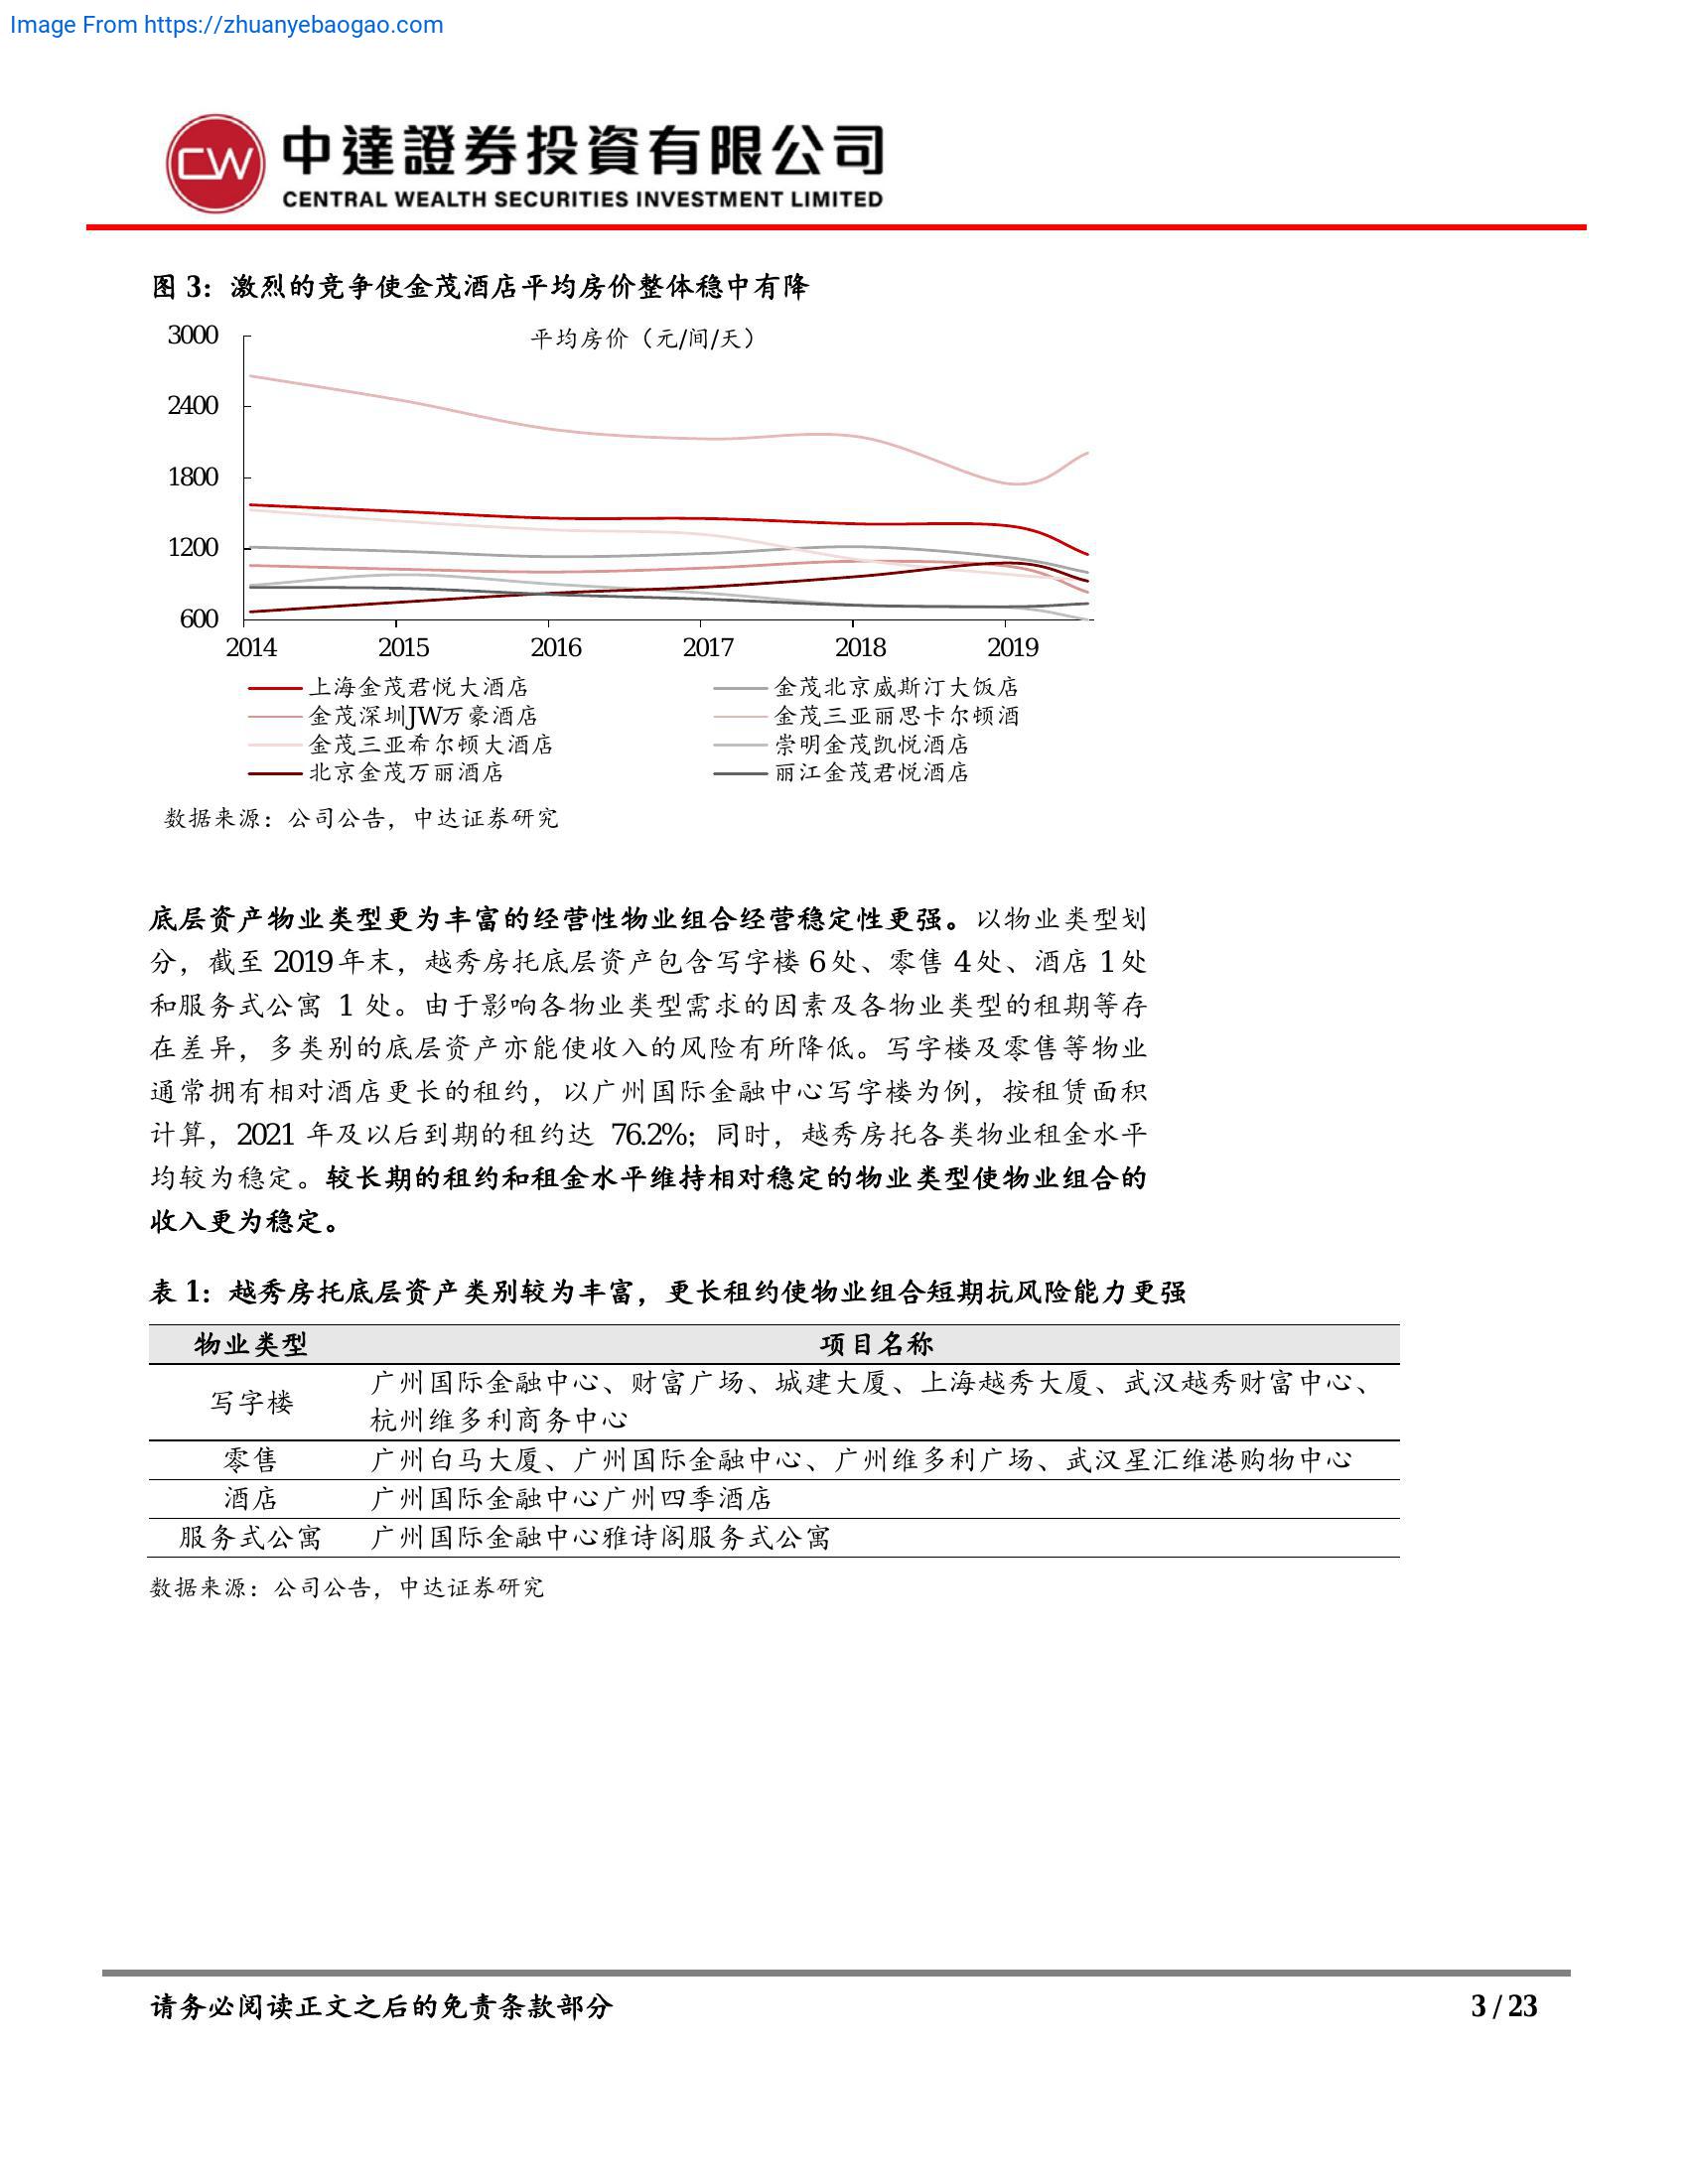 Image From https://zhuanyebaogao.com
CW
中達證券投資有限公司
CENTRAL WEALTH SECURITIES INVESTMENT LIMITED
图 3：激烈的竞争使金茂酒店平均房价整体稳中有降
平均房价（元/间/天）
3000
2400
1800
1200
600
2014 2015 2016 2017 2018 2019
上海金茂君悦大酒店 金茂北京威斯汀大饭店
金茂深圳JW万豪酒店 金茂三亚丽思卡尔顿酒
金茂三亚希尔顿大酒店 崇明金茂凯悦酒店
北京金茂万丽酒店 丽江金茂君悦酒店
数据来源：公司公告，中达证券研究
底层资产物业类型更为丰富的经营性物业组合经营稳定性更强。以物业类型划
分，截至 2019 年末，越秀房托底层资产包含写字楼 6 处、零售 4 处、酒店 1 处
和服务式公寓 1 处。由于影响各物业类型需求的因素及各物业类型的租期等存
在差异，多类别的底层资产亦能使收入的风险有所降低。写字楼及零售等物业
通常拥有相对酒店更长的租约，以广州国际金融中心写字楼为例，按租赁面积
计算，2021 年及以后到期的租约达 76.2%；同时，越秀房托各类物业租金水平
均较为稳定。较长期的租约和租金水平维持相对稳定的物业类型使物业组合的
收入更为稳定。
表 1：越秀房托底层资产类别较为丰富，更长租约使物业组合短期抗风险能力更强
物业类型 项目名称
写字楼 广州国际金融中心、财富广场、城建大厦、上海越秀大厦、武汉越秀财富中心、
杭州维多利商务中心
零售 广州白马大厦、广州国际金融中心、广州维多利广场、武汉星汇维港购物中心
酒店 广州国际金融中心广州四季酒店
服务式公寓 广州国际金融中心雅诗阁服务式公寓
数据来源：公司公告，中达证券研究
请务必阅读正文之后的免责条款部分 3 / 23